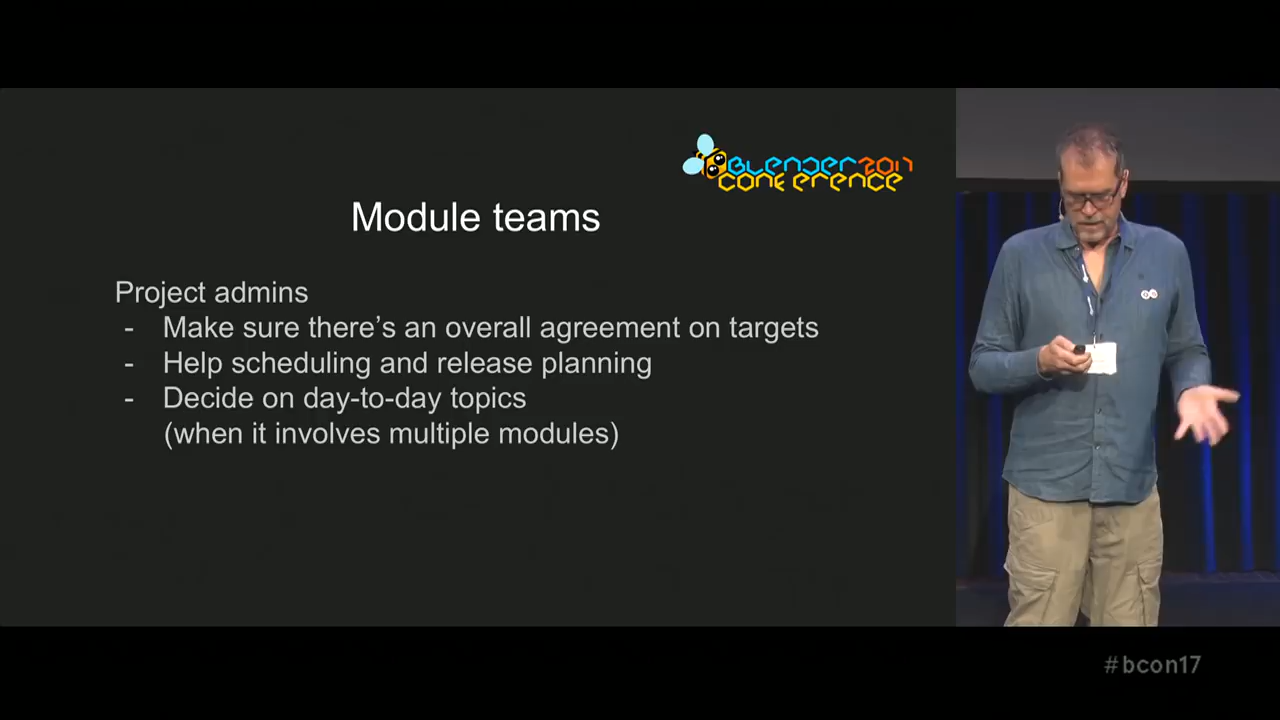 BLENDER 2017
CONFERENCE
Module teams
Project admins
- Make sure there's an overall agreement on targets
- Help scheduling and release planning
- Decide on day-to-day topics
(when it involves multiple modules)
#bcon17